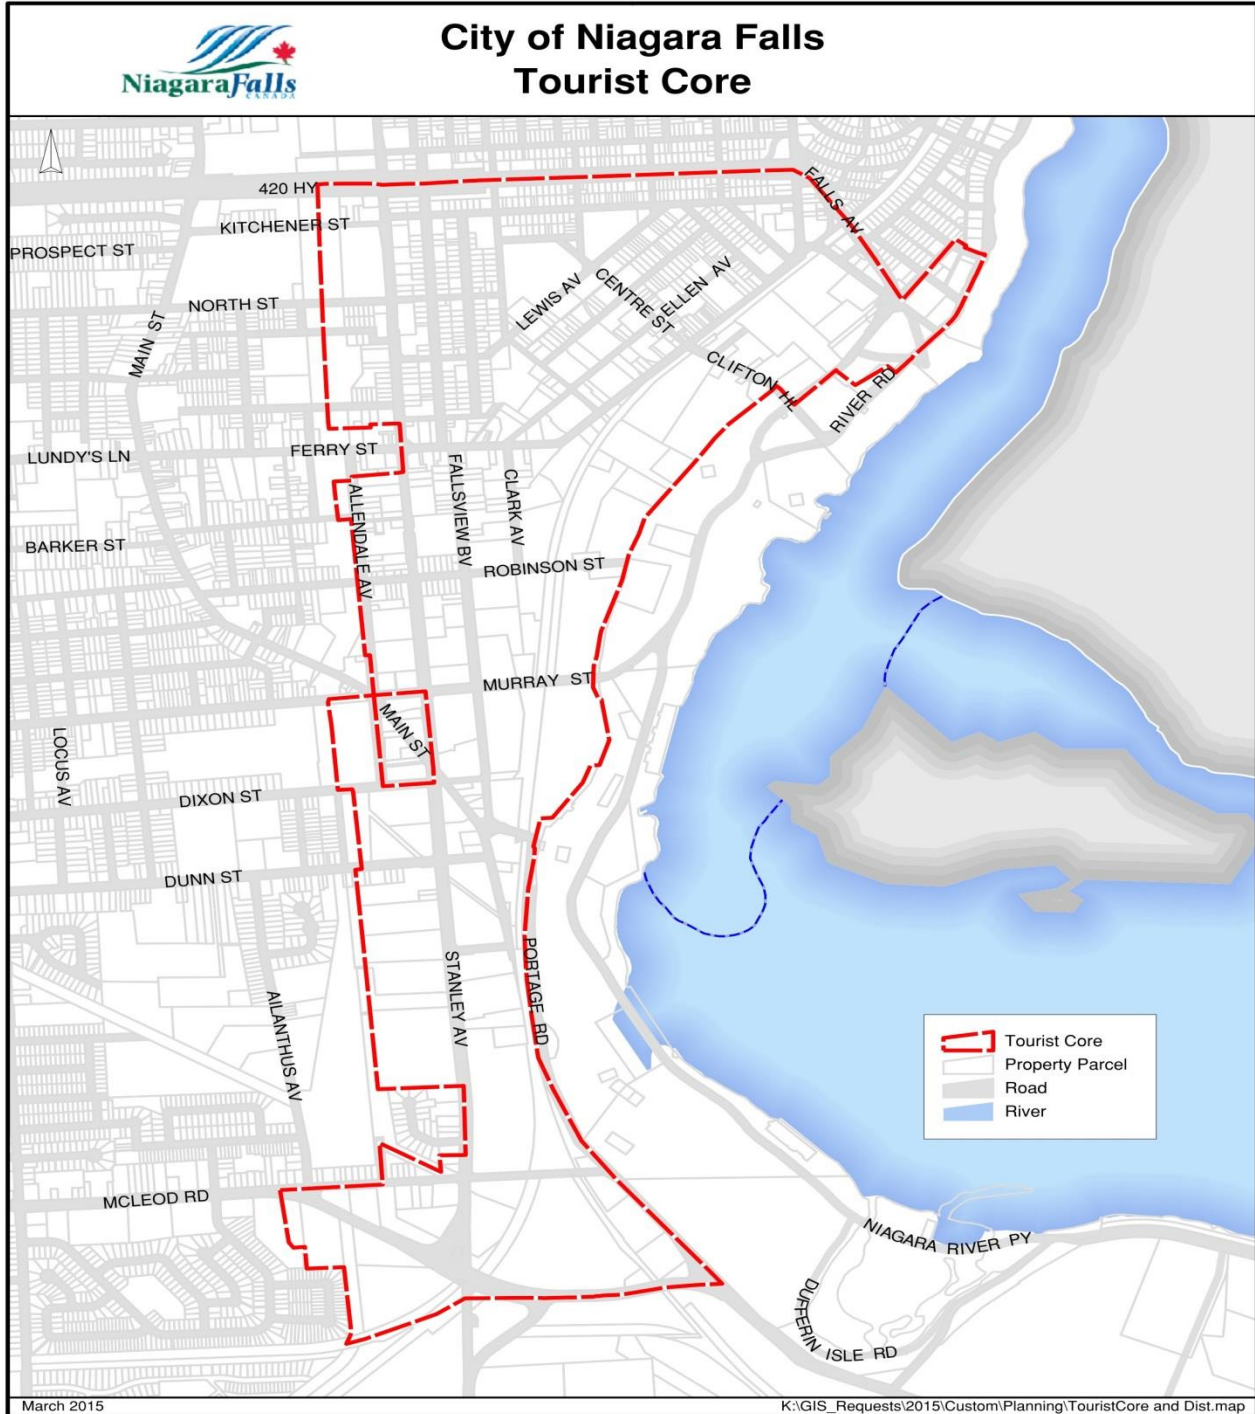 NiagaraFalls
CANADA
City of Niagara Falls
Tourist Core
420 HY
FALLS AV
KITCHENER ST
PROSPECT ST
NORTH ST
LEWIS AV
CENTRE ST
ELLEN AV
MAIN ST
CLIFTON HL
RIVER RD
LUNDY'S LN
FERRY ST
ALLENDALE AV
FALLSVIEW BV
CLARK AV
BARKER ST
ROBINSON ST
MURRAY ST
MAIN ST
LOCUS AV
DIXON ST
DUNN ST
STANLEY AV
PORTAGE RD
AILANTHUS AV
Tourist Core
Property Parcel
Road
River
MCLEOD RD
NIAGARA RIVER PY
DUFFERIN ISLE RD
March 2015
K:\GIS_Requests\2015\Custom\Planning\TouristCore and Dist.map